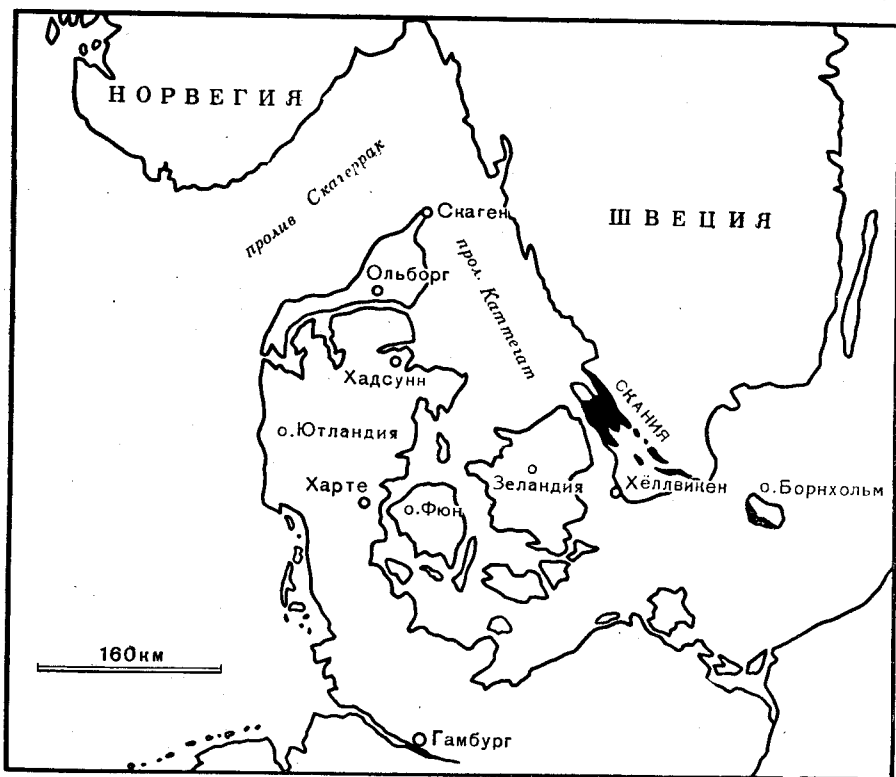 НОРВЕГИЯ
пролив Скагеррак
Скаген
ШВЕЦИЯ
прол. Каттегат
Ольборг
Хадсунн
СКАНИЯ
о.Ютландия
Харте
о.Фюн
Зеландия
Хёллвикен
о.Борнхольм
160км
Гамбург